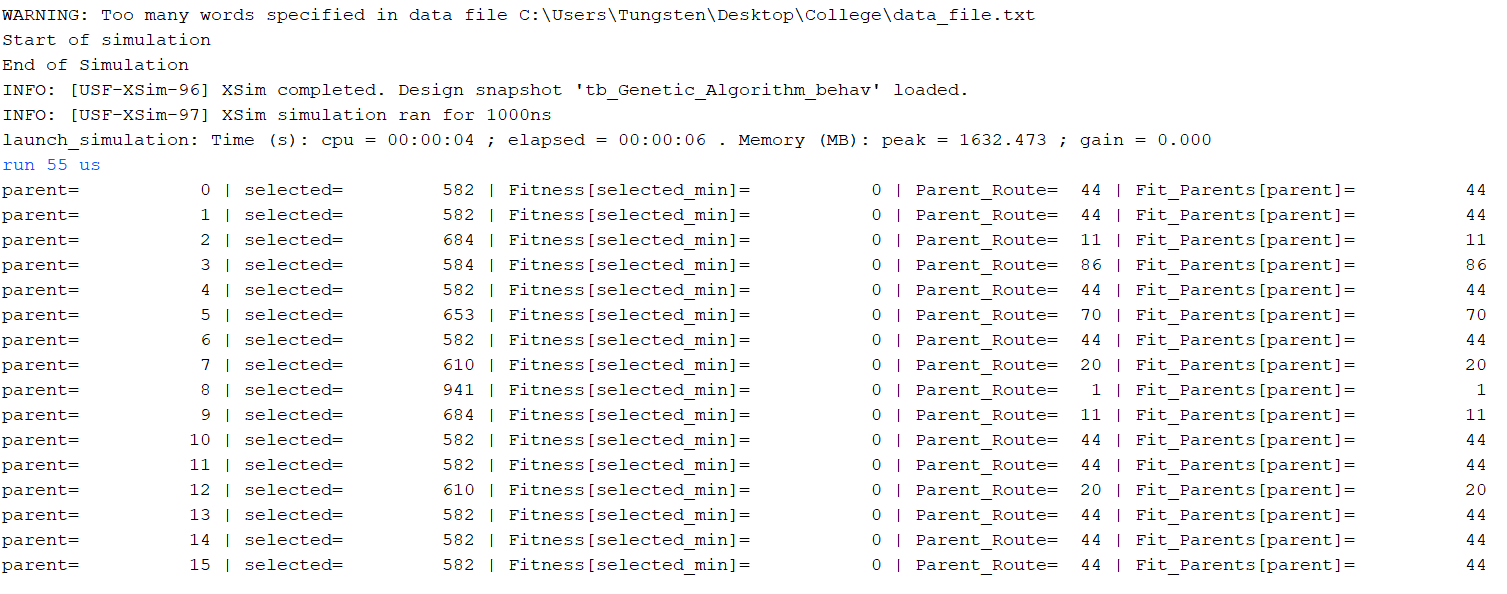 WARNING: Too many words specified in data file C:\Users\Tungsten\Desktop\College\data_file.txt
Start of simulation
End of Simulation
INFO: [USF-XSim-96] XSim completed. Design snapshot 'tb_Genetic_Algorithm_behav' loaded.
INFO: [USF-XSim-97] XSim simulation ran for 1000ns
launch_simulation: Time (s): cpu = 00:00:04 ; elapsed = 00:00:06 . Memory (MB): peak = 1632.473 ; gain = 0.000
run 55 us
parent=          0 | selected=         582 | Fitness[selected_min]=          0 | Parent_Route=  44 | Fit_Parents[parent]=         44
parent=          1 | selected=         582 | Fitness[selected_min]=          0 | Parent_Route=  44 | Fit_Parents[parent]=         44
parent=          2 | selected=         684 | Fitness[selected_min]=          0 | Parent_Route=  11 | Fit_Parents[parent]=         11
parent=          3 | selected=         584 | Fitness[selected_min]=          0 | Parent_Route=  86 | Fit_Parents[parent]=         86
parent=          4 | selected=         582 | Fitness[selected_min]=          0 | Parent_Route=  44 | Fit_Parents[parent]=         44
parent=          5 | selected=         653 | Fitness[selected_min]=          0 | Parent_Route=  70 | Fit_Parents[parent]=         70
parent=          6 | selected=         582 | Fitness[selected_min]=          0 | Parent_Route=  44 | Fit_Parents[parent]=         44
parent=          7 | selected=         610 | Fitness[selected_min]=          0 | Parent_Route=  20 | Fit_Parents[parent]=         20
parent=          8 | selected=         941 | Fitness[selected_min]=          0 | Parent_Route=   1 | Fit_Parents[parent]=          1
parent=          9 | selected=         684 | Fitness[selected_min]=          0 | Parent_Route=  11 | Fit_Parents[parent]=         11
parent=         10 | selected=         582 | Fitness[selected_min]=          0 | Parent_Route=  44 | Fit_Parents[parent]=         44
parent=         11 | selected=         582 | Fitness[selected_min]=          0 | Parent_Route=  44 | Fit_Parents[parent]=         44
parent=         12 | selected=         610 | Fitness[selected_min]=          0 | Parent_Route=  20 | Fit_Parents[parent]=         20
parent=         13 | selected=         582 | Fitness[selected_min]=          0 | Parent_Route=  44 | Fit_Parents[parent]=         44
parent=         14 | selected=         582 | Fitness[selected_min]=          0 | Parent_Route=  44 | Fit_Parents[parent]=         44
parent=         15 | selected=         582 | Fitness[selected_min]=          0 | Parent_Route=  44 | Fit_Parents[parent]=         44